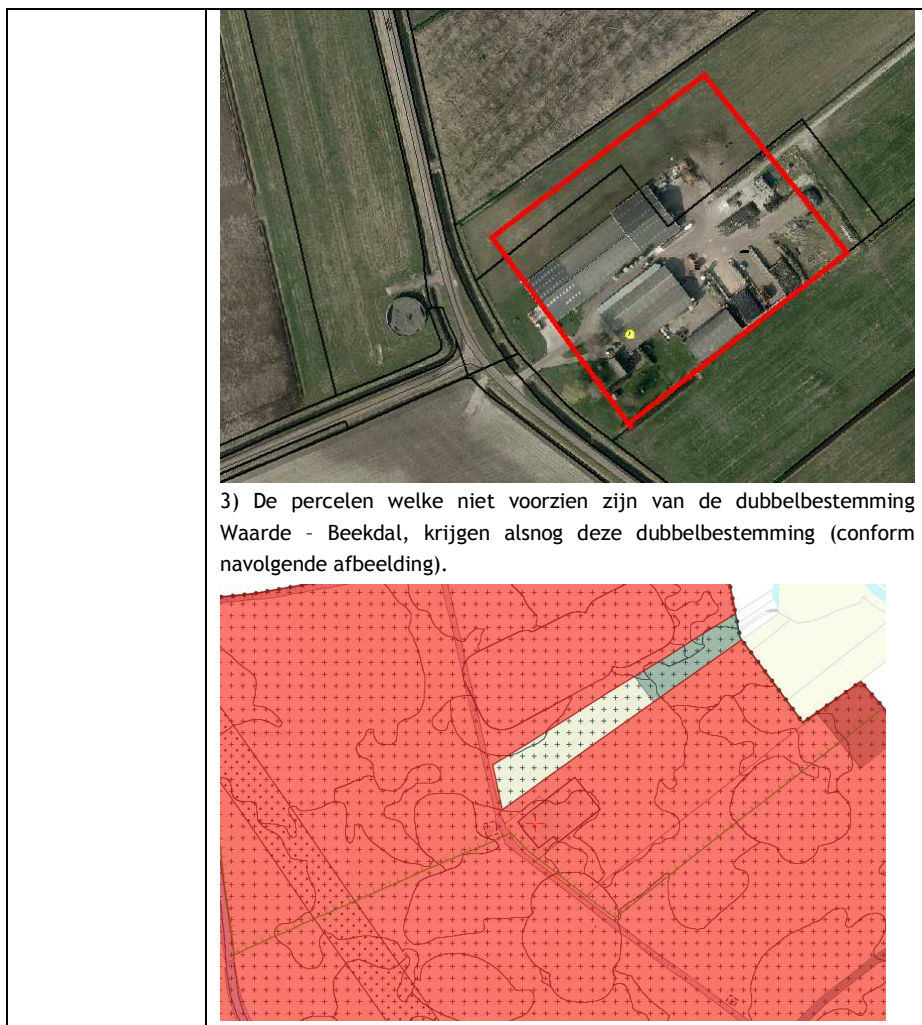 3) De percelen welke niet voorzien zijn van de dubbelbestemming
Waarde – Beekdal, krijgen alsnog deze dubbelbestemming (conform
navolgende afbeelding).